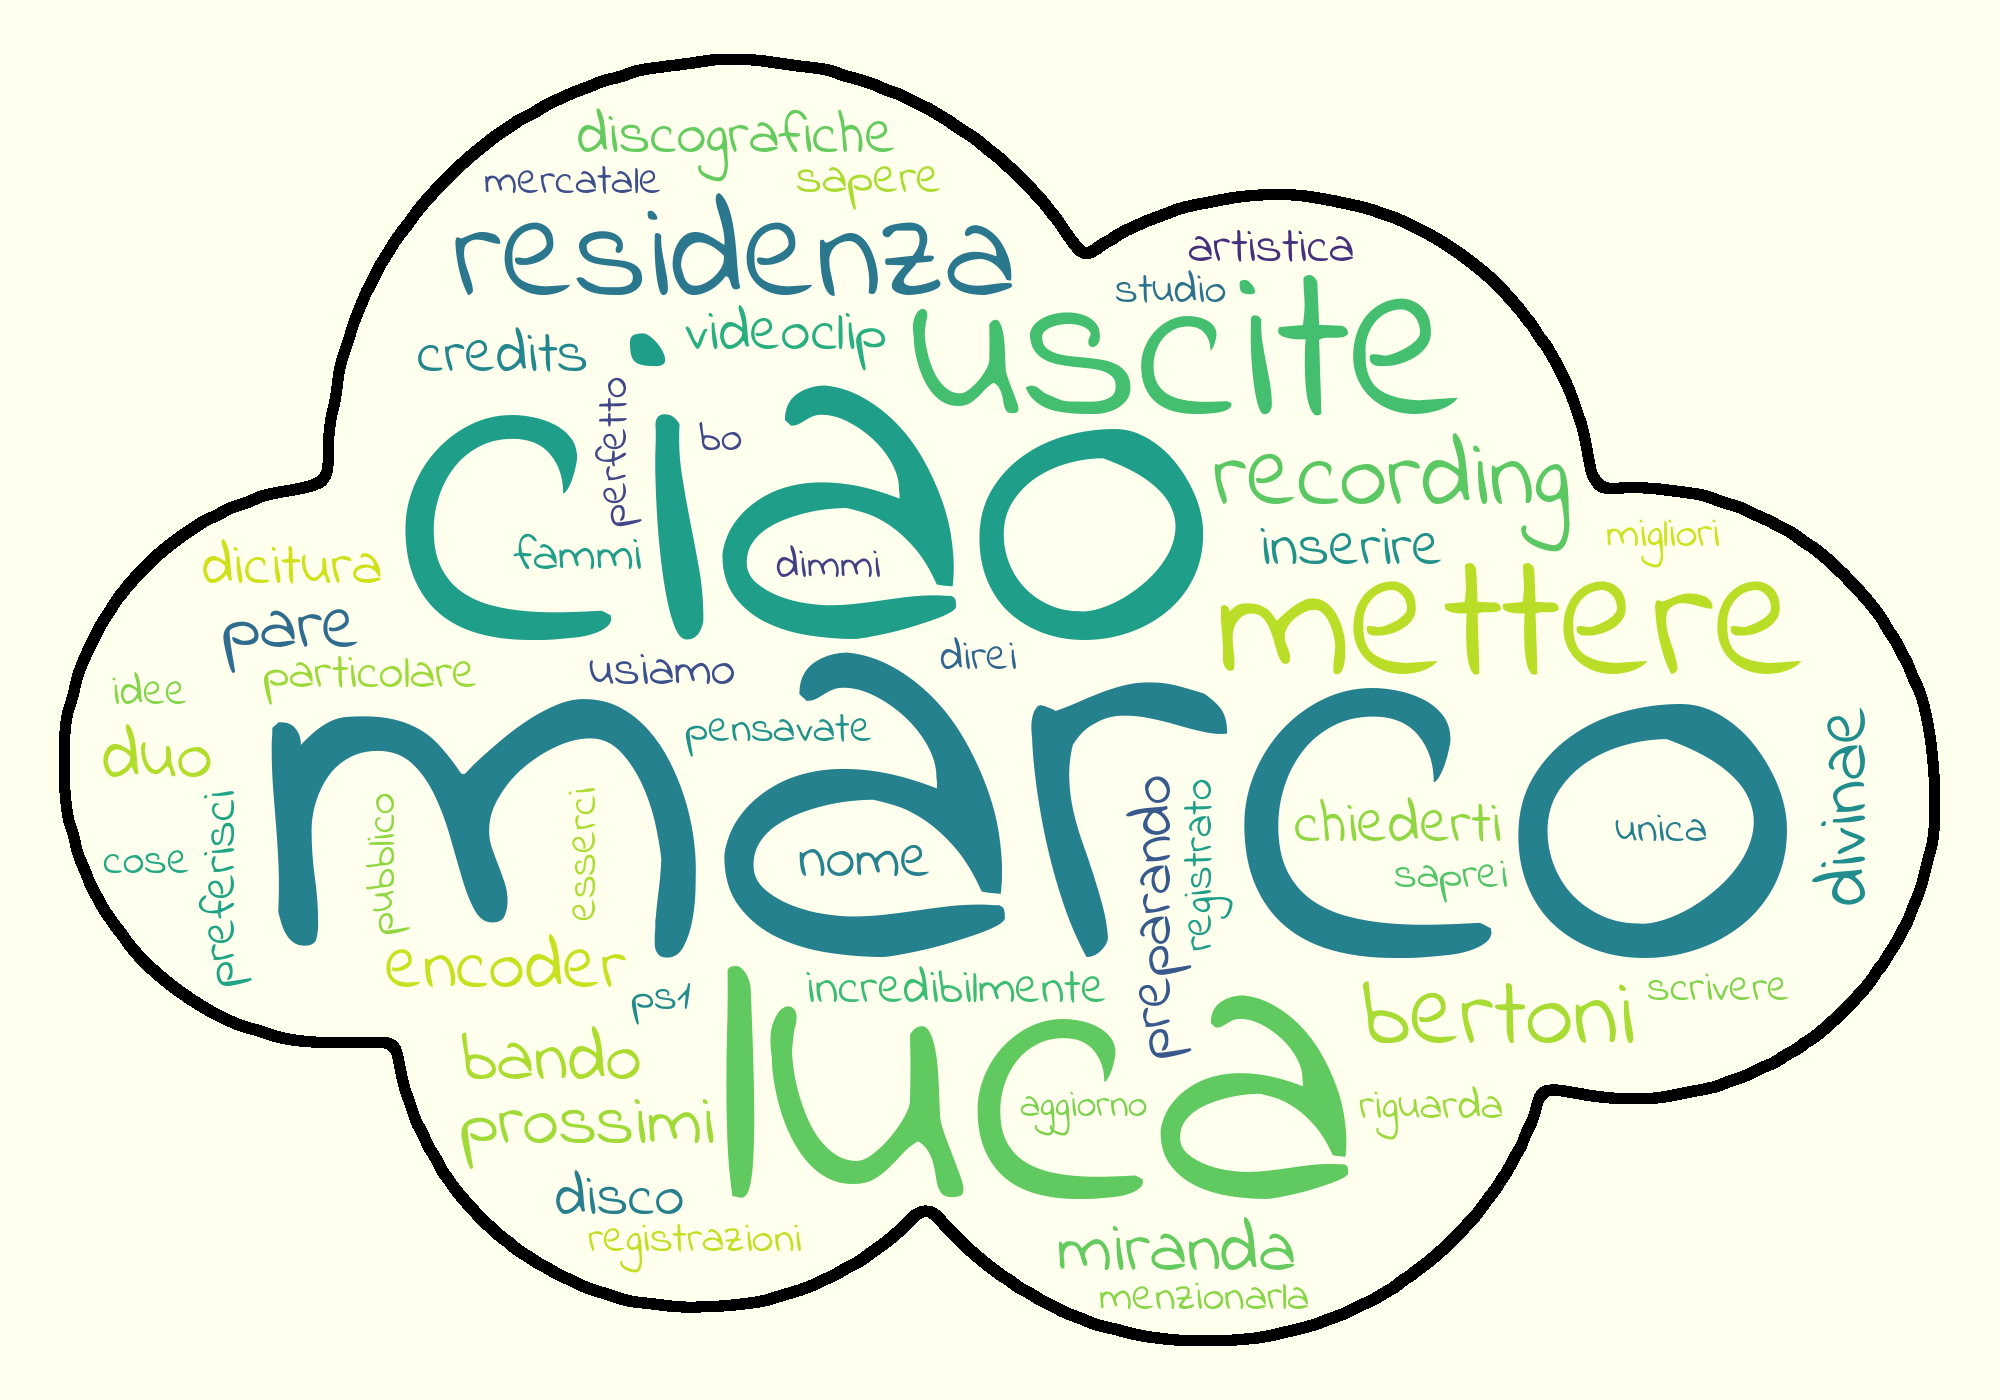 discografiche
mercatale
sapere
residenza
artistica
studio
uscite
credits
videoclip
perfetto
bo
ciao
recording
dicitura
fammi
dimmi
inserire
migliori
pare
mettere
idee
particolare
usiamo
direi
duo
pensavate
marco
divinae
cose
preferisci
pubblico
esserci
nome
preparando
registrato
chiederti
saprei
unica
encoder
ps1
incredibilmente
bertoni
scrivere
bando
luca
prossimi
aggiorno
riguarda
disco
registrazioni
miranda
menzionarla